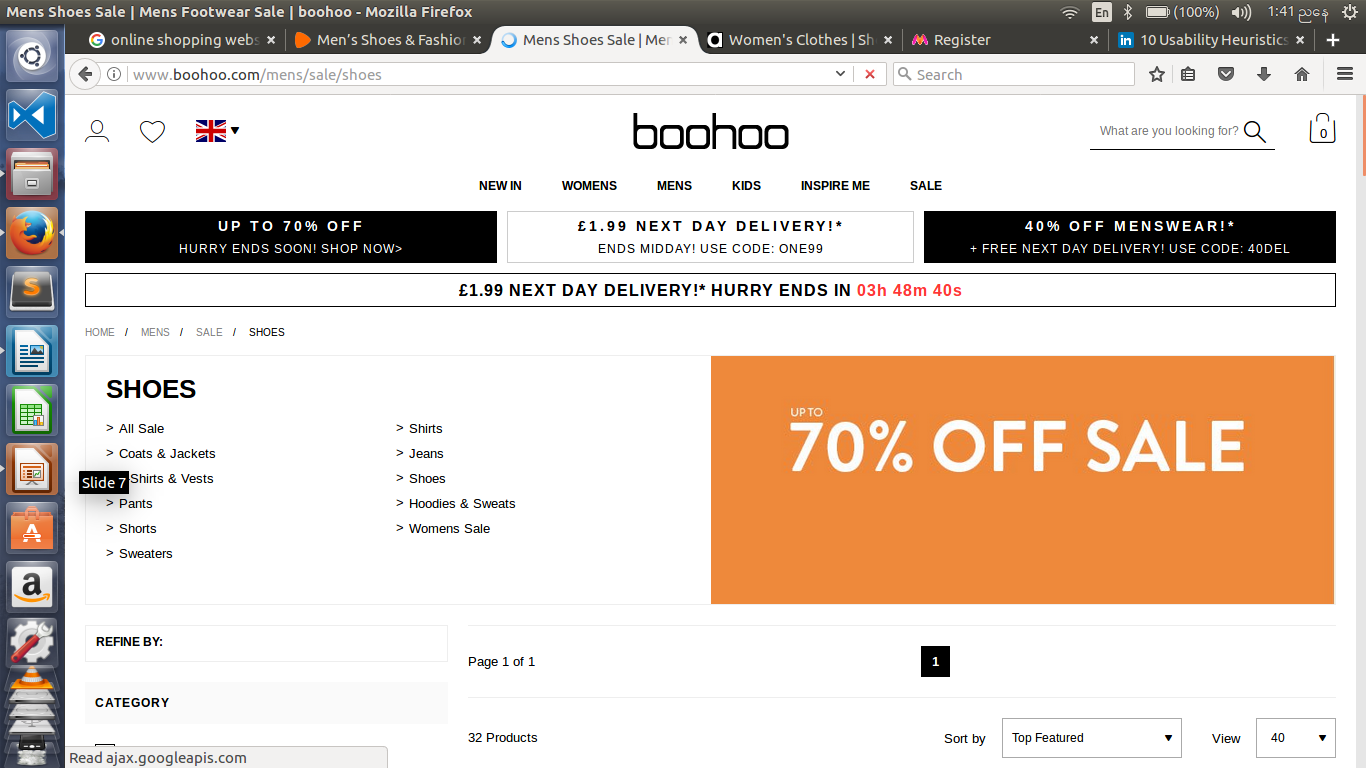 Mens Shoes Sale | Mens Footwear Sale | boohoo - Mozilla Firefox
En (100%) 1:41 ညနေ
online shopping webs
Men's Shoes & Fashion
Mens Shoes Sale | Men
Women's Clothes | Sh
Register
10 Usability Heuristics
www.boohoo.com/mens/sale/shoes
Search
boohoo
What are you looking for?
0
NEW IN WOMENS MENS KIDS INSPIRE ME SALE
UP TO 70% OFF
HURRY ENDS SOON! SHOP NOW>
£1.99 NEXT DAY DELIVERY!*
ENDS MIDDAY! USE CODE: ONE99
40% OFF MENSWEAR!*
+ FREE NEXT DAY DELIVERY! USE CODE: 40DEL
£1.99 NEXT DAY DELIVERY!* HURRY ENDS IN 03h 48m 40s
HOME / MENS / SALE / SHOES
SHOES
> All Sale
> Coats & Jackets
Shirts & Vests
> Pants
> Shorts
> Sweaters
> Shirts
> Jeans
> Shoes
> Hoodies & Sweats
> Womens Sale
Slide 7
UP TO
70% OFF SALE
REFINE BY:
CATEGORY
Page 1 of 1
1
32 Products
Sort by Top Featured View 40
Read ajax.googleapis.com